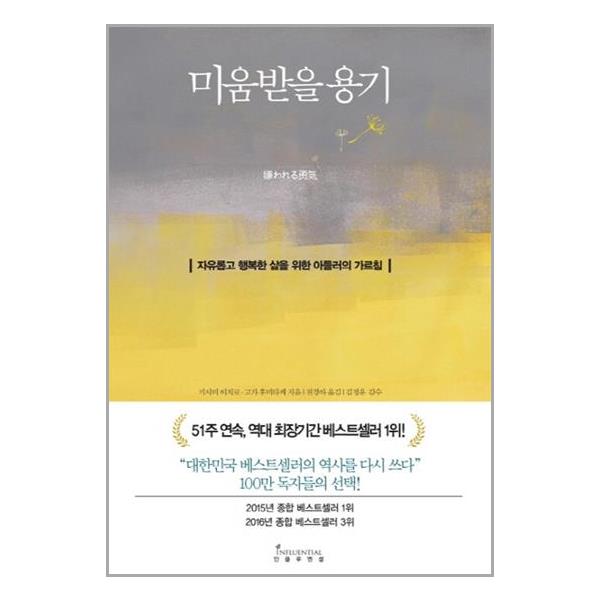 미움받을 용기
嫌われる勇気
자유롭고 행복한 삶을 위한 아들러의 가르침
기시미 이치로·고가 후미타케 지음 | 전경아 옮김 | 김정운 감수
51주 연속, 역대 최장기간 베스트셀러 1위!
“대한민국 베스트셀러의 역사를 다시 쓰다”
100만 독자들의 선택!
2015년 종합 베스트셀러 1위
2016년 종합 베스트셀러 3위
INFLUENTIAL
인플루엔셜